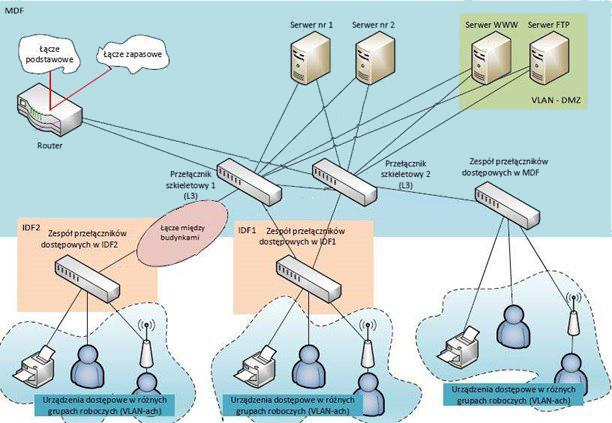 MDF
Łącze
podstawowe
Łącze zapasowe
Router
Serwer nr 1
Serwer nr 2
Serwer WWW
Serwer FTP
VLAN - DMZ
Przełącznik
szkieletowy 1
(L3)
Przełącznik
szkieletowy 2
(L3)
Zespół przełączników
dostępowych w MDF
IDF2
Zespół przełączników
dostępowych w IDF2
Łącze między
budynkami
IDF1
Zespół przełączników
dostępowych w IDF1
Urządzenia dostępowe w różnych
grupach roboczych (VLAN-ach)
Urządzenia dostępowe w różnych
grupach roboczych (VLAN-ach)
Urządzenia dostępowe w różnych
grupach roboczych (VLAN-ach)